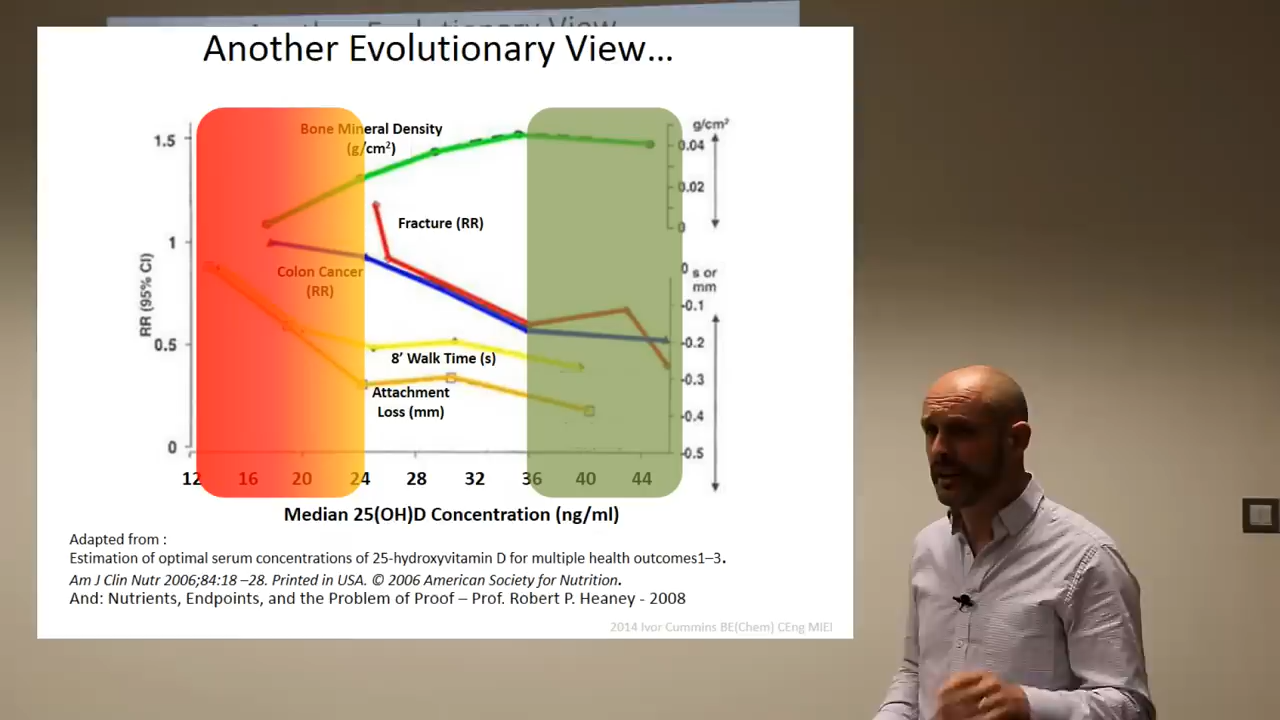 Another Evolutionary View…
Another Evolutionary View…
Bone Mineral Density
(g/cm²)
g/cm²
1.5
0.04
0.02
Fracture (RR)
0
1
Colon Cancer
(RR)
0
s or
mm
RR (95% CI)
-0.1
0.5
-0.2
8’ Walk Time (s)
-0.3
Attachment
Loss (mm)
-0.4
0
-0.5
12 16 20 24 28 32 36 40 44
Median 25(OH)D Concentration (ng/ml)
Adapted from :
Estimation of optimal serum concentrations of 25-hydroxyvitamin D for multiple health outcomes1–3.
Am J Clin Nutr 2006;84:18 –28. Printed in USA. © 2006 American Society for Nutrition.
And: Nutrients, Endpoints, and the Problem of Proof – Prof. Robert P. Heaney - 2008
2014 Ivor Cummins BE(Chem) CEng MIEI